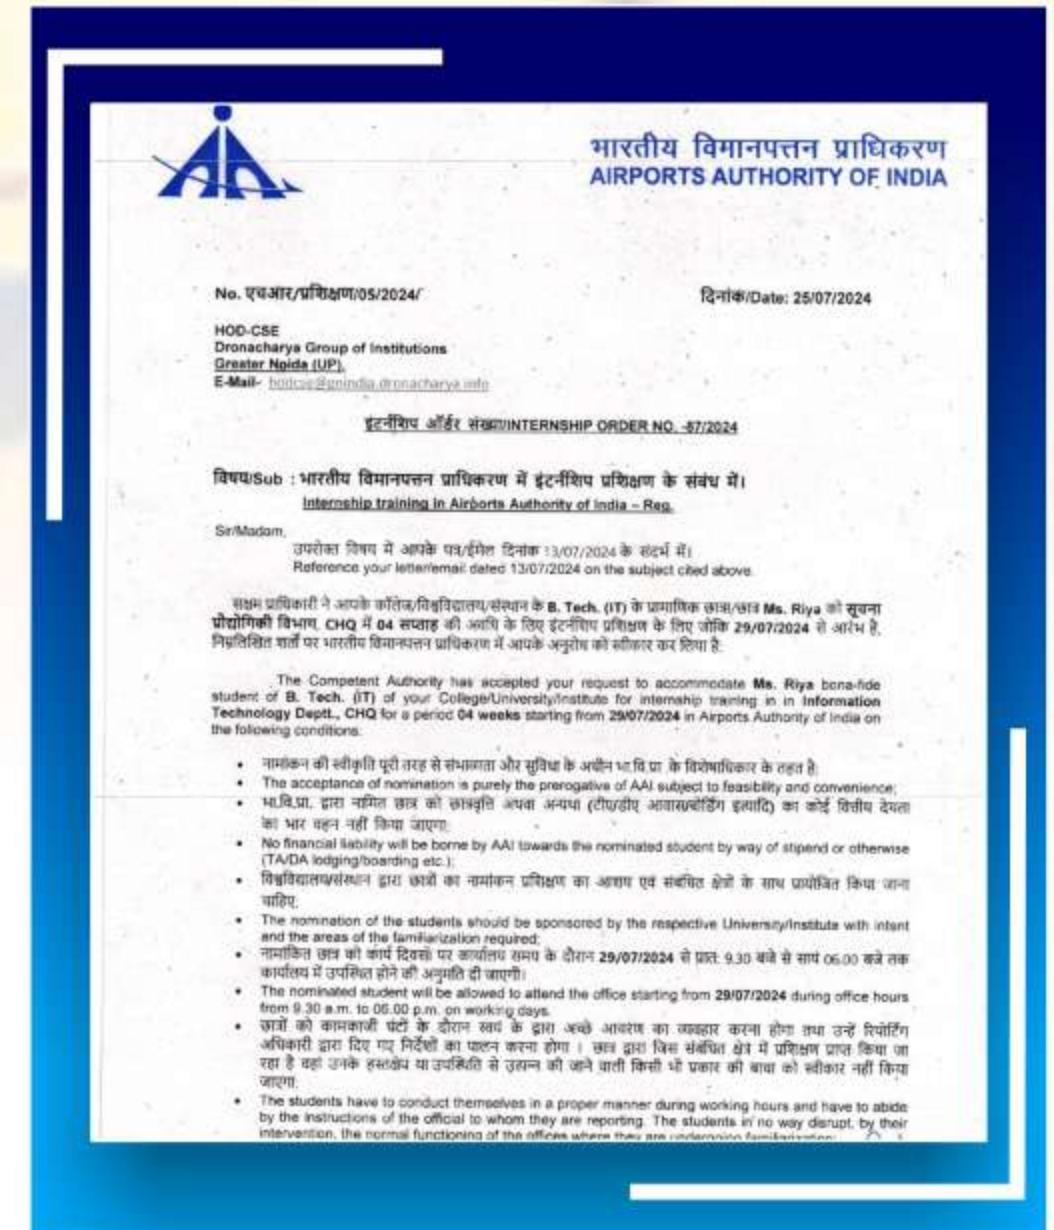 भारतीय विमानपत्तन प्राधिकरण
AIRPORTS AUTHORITY OF INDIA
No. एचआर/प्रशिक्षण/05/2024/
दिनांक/Date: 25/07/2024
HOD-CSE
Dronacharya Group of Institutions
Greater Noida (UP).
E-Mail- hodcse@gnindia.dronacharya.info
इंटर्नशिप ऑर्डर संख्या/INTERNSHIP ORDER NO. -87/2024
विषय/Sub : भारतीय विमानपत्तन प्राधिकरण में इंटर्नशिप प्रशिक्षण के संबंध में।
Internship training in Airports Authority of India – Reg.
Sir/Madam,
उपरोक्त विषय में आपके पत्र/ईमेल दिनांक 13/07/2024 के संदर्भ में।
Reference your letter/email dated 13/07/2024 on the subject cited above.
सक्षम प्राधिकारी ने आपके कॉलेज/विश्वविद्यालय/संस्थान के B. Tech. (IT) के प्रामाणिक छात्रा/छात्र Ms. Riya को सूचना
प्रौद्योगिकी विभाग, CHQ में 04 सप्ताह की अवधि के लिए इंटर्नशिप प्रशिक्षण के लिए जोकि 29/07/2024 से आरंभ है,
निम्नलिखित शर्तों पर भारतीय विमानपत्तन प्राधिकरण में आपके अनुरोध को स्वीकार कर लिया है:
The Competent Authority has accepted your request to accommodate Ms. Riya bona-fide
student of B. Tech. (IT) of your College/University/Institute for internship training in in Information
Technology Deptt., CHQ for a period 04 weeks starting from 29/07/2024 in Airports Authority of India on
the following conditions:
• नामांकन की स्वीकृति पूरी तरह से संभाव्यता और सुविधा के अधीन भा.वि.प्रा. के विशेषाधिकार के तहत है;
• The acceptance of nomination is purely the prerogative of AAI subject to feasibility and convenience;
• भा.वि.प्रा. द्वारा नामित छात्र को छात्रवृत्ति अथवा अन्यथा (टीए/डीए आवास/बोर्डिंग इत्यादि) का कोई वित्तीय देयता
का भार वहन नहीं किया जाएगा;
• No financial liability will be borne by AAI towards the nominated student by way of stipend or otherwise
(TA/DA lodging/boarding etc.);
• विश्वविद्यालय/संस्थान द्वारा छात्रों का नामांकन प्रशिक्षण का आशय एवं संबंधित क्षेत्रों के साथ प्रायोजित किया जाना
चाहिए;
• The nomination of the students should be sponsored by the respective University/Institute with intent
and the areas of the familiarization required;
• नामांकित छात्र को कार्य दिवसों पर कार्यालय समय के दौरान 29/07/2024 से प्रात: 9.30 बजे से सायं 06.00 बजे तक
कार्यालय में उपस्थित होने की अनुमति दी जाएगी।
• The nominated student will be allowed to attend the office starting from 29/07/2024 during office hours
from 9.30 a.m. to 06.00 p.m. on working days.
• छात्रों को कामकाजी घंटों के दौरान स्वयं के द्वारा अच्छे आचरण का व्यवहार करना होगा तथा उन्हें रिपोर्टिंग
अधिकारी द्वारा दिए गए निर्देशों का पालन करना होगा । छात्र द्वारा जिस संबंधित क्षेत्र में प्रशिक्षण प्राप्त किया जा
रहा है वहां उनके हस्तक्षेप या उपस्थिति से उत्पन्न की जाने वाली किसी भी प्रकार की बाधा को स्वीकार नहीं किया
जाएगा;
• The students have to conduct themselves in a proper manner during working hours and have to abide
by the instructions of the official to whom they are reporting. The students in no way disrupt, by their
intervention, the normal functioning of the offices where they are undergoing familiarization;